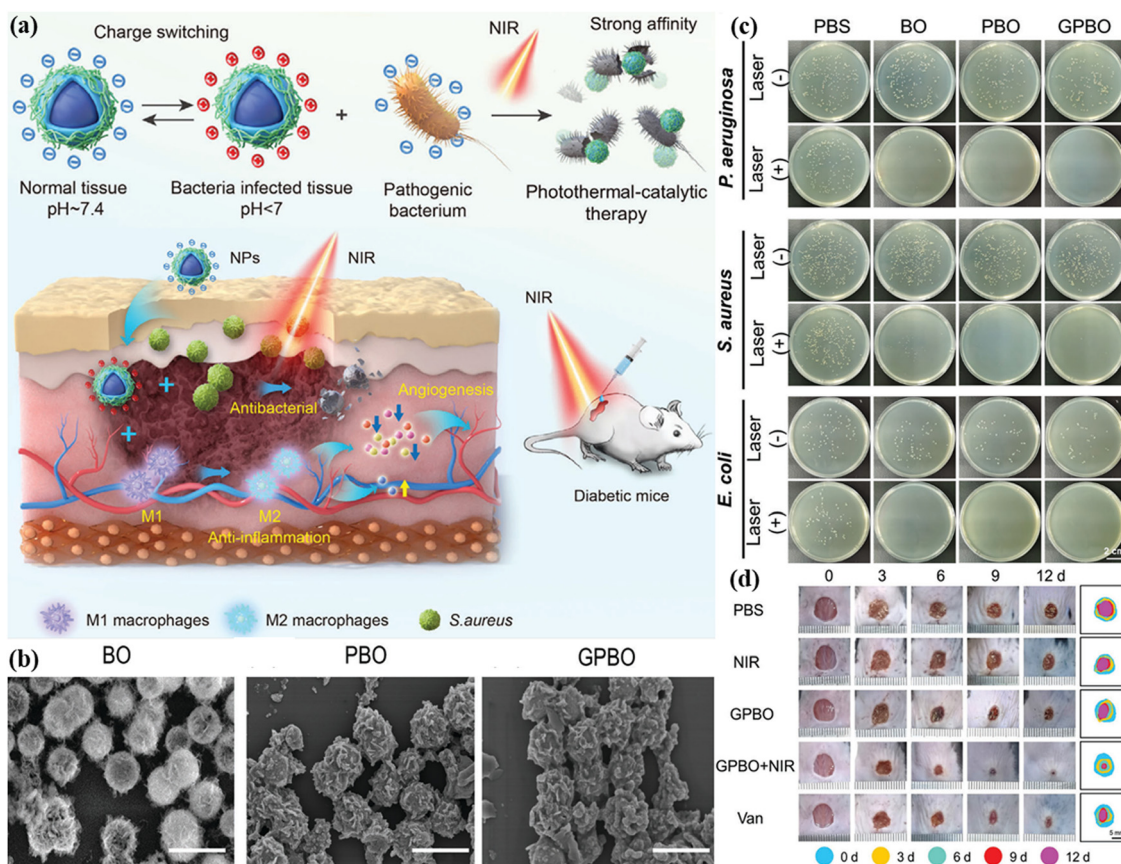 (a)
Charge switching
NIR
Strong affinity
+
Normal tissue
pH~7.4
Bacteria infected tissue
pH<7
Pathogenic
bacterium
Photothermal-catalytic
therapy
NPs
NIR
NIR
+
Antibacterial
Angiogenesis
+
M1
M2
Anti-inflammation
Diabetic mice
M1 macrophages
M2 macrophages
S.aureus
(b)
BO
PBO
GPBO
(c)
PBS
BO
PBO
GPBO
P. aeruginosa
Laser
(-)
Laser
(+)
S. aureus
Laser
(-)
Laser
(+)
E. coli
Laser
(-)
Laser
(+)
2 cm
(d)
0 3 6 9 12 d
PBS
NIR
GPBO
GPBO+NIR
Van
5 mm
0 d 3 d 6 d 9 d 12 d